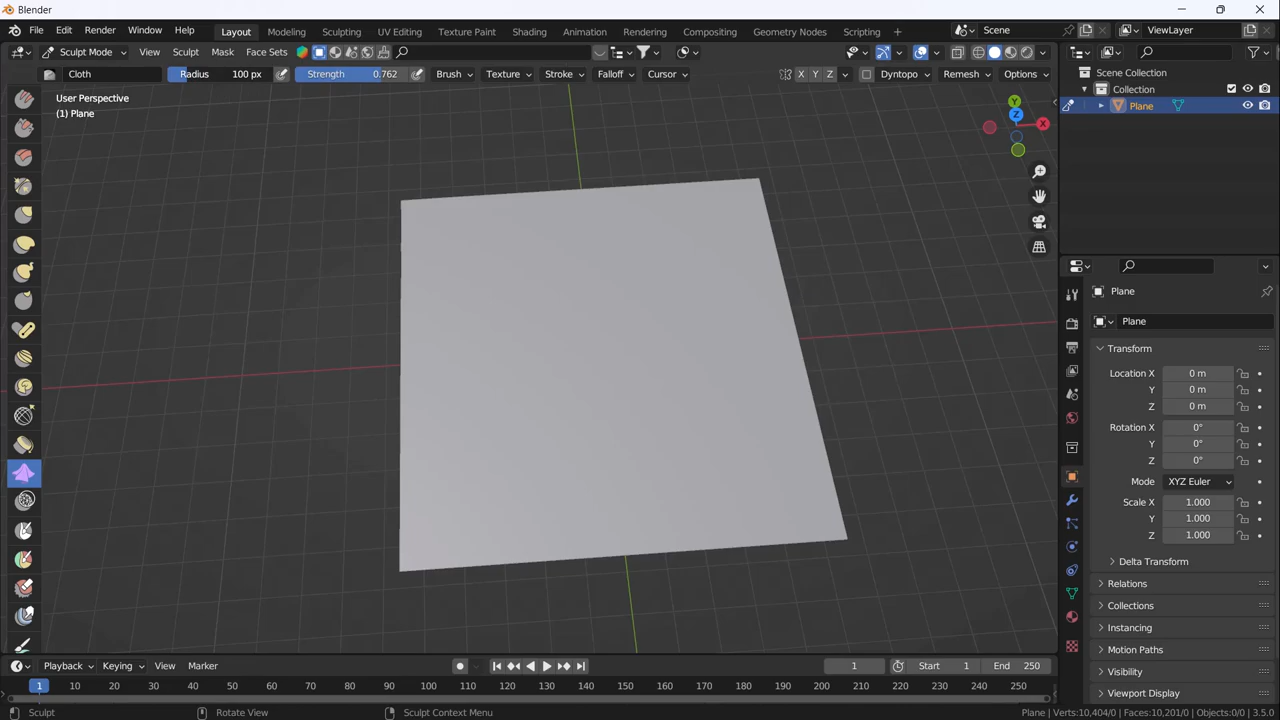 Blender
File Edit Render Window Help Layout Modeling Sculpting UV Editing Texture Paint Shading Animation Rendering Compositing Geometry Nodes Scripting + Scene ViewLayer
Sculpt Mode View Sculpt Mask Face Sets
Cloth Radius 100 px Strength 0.762 Brush Texture Stroke Falloff Cursor X Y Z Dyntopo Remesh Options
User Perspective
(1) Plane
Y
Z
X
Scene Collection
Collection
Plane
Plane
Plane
Transform
Location X 0 m
Y 0 m
Z 0 m
Rotation X 0°
Y 0°
Z 0°
Mode XYZ Euler
Scale X 1.000
Y 1.000
Z 1.000
Delta Transform
Relations
Collections
Instancing
Motion Paths
Visibility
Viewport Display
Playback Keying View Marker 1 Start 1 End 250
1 10 20 30 40 50 60 70 80 90 100 110 120 130 140 150 160 170 180 190 200 210 220 230 240 250
Sculpt Rotate View Sculpt Context Menu Plane | Verts:10,404/0 | Faces:10,201/0 | Objects:0/0 | 3.5.0